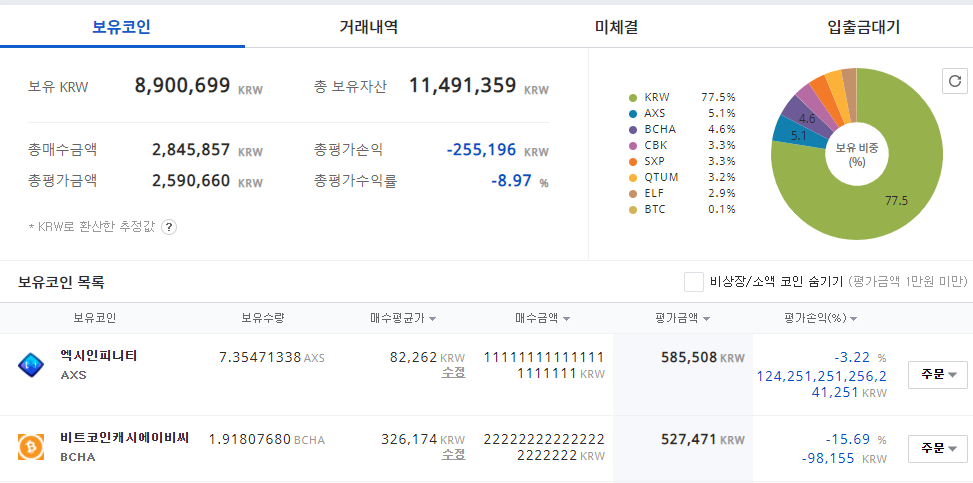 보유코인 거래내역 미체결 입출금대기
보유 KRW 8,900,699 KRW 총 보유자산 11,491,359 KRW
총매수금액 2,845,857 KRW 총평가손익 -255,196 KRW
총평가금액 2,590,660 KRW 총평가수익률 -8.97 %
* KRW로 환산한 추정값 ?
KRW 77.5%
AXS 5.1%
BCHA 4.6%
CBK 3.3%
SXP 3.3%
QTUM 3.2%
ELF 2.9%
BTC 0.1%
4.6
5.1
보유 비중
(%)
77.5
보유코인 목록 비상장/소액 코인 숨기기 (평가금액 1만원 미만)
보유코인 보유수량 매수평균가 매수금액 평가금액 평가손익(%)
엑시인피니티 7.35471338 AXS 82,262 KRW 11111111111111 585,508 KRW -3.22 %
AXS 수정 1111111 KRW 124,251,251,256,2 주문
41,251 KRW
비트코인캐시에이비씨 1.91807680 BCHA 326,174 KRW 22222222222222 527,471 KRW -15.69 %
BCHA 수정 2222222 KRW -98,155 KRW 주문